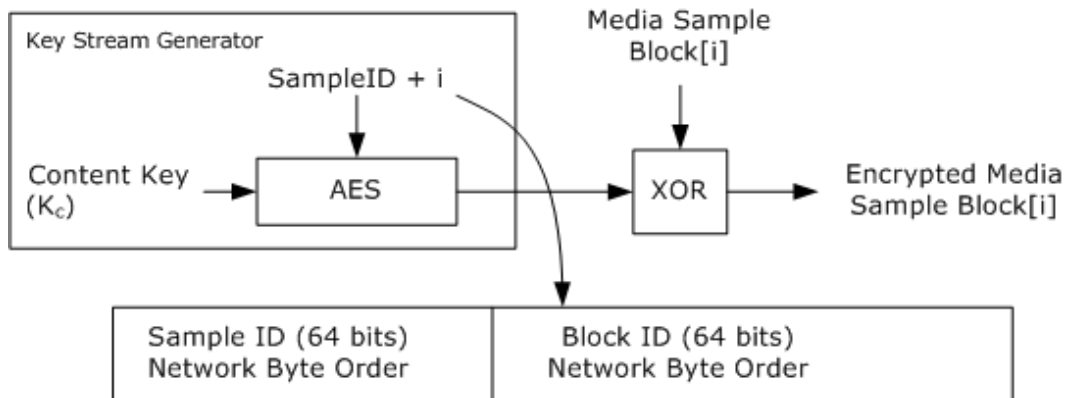 Key Stream Generator
SampleID + i
Content Key
(Kc)
AES
Media Sample
Block[i]
XOR
Encrypted Media
Sample Block[i]
Sample ID (64 bits)
Network Byte Order
Block ID (64 bits)
Network Byte Order